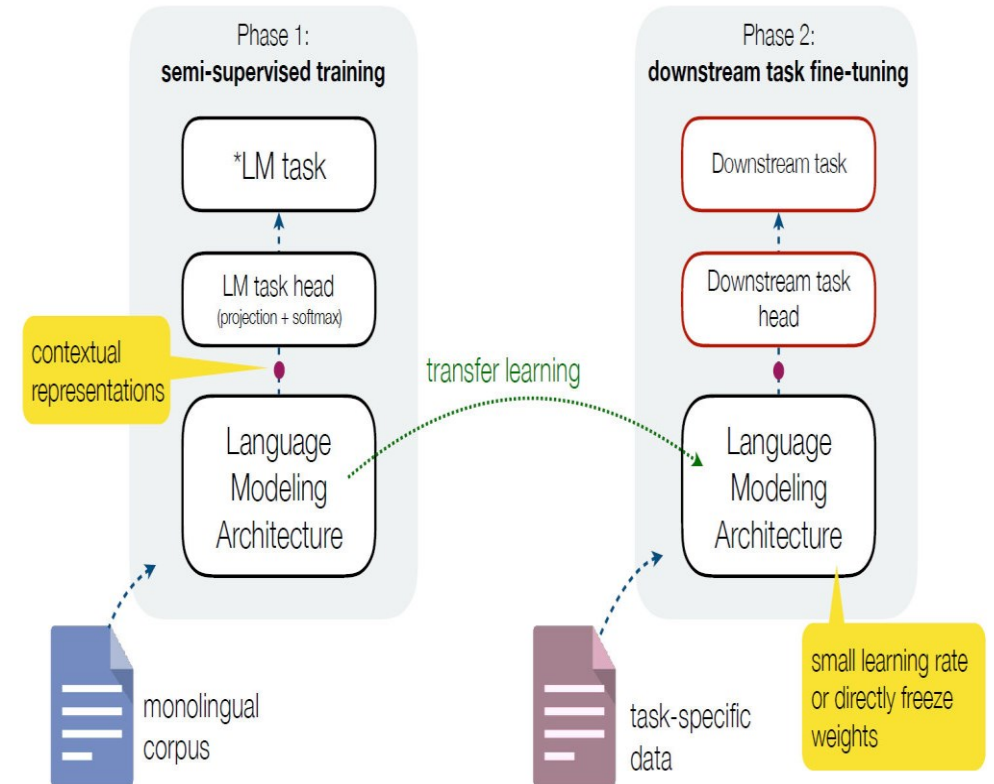 Phase 1:
semi-supervised training
*LM task
LM task head
(projection + softmax)
contextual
representations
Language
Modeling
Architecture
monolingual
corpus
transfer learning
Phase 2:
downstream task fine-tuning
Downstream task
Downstream task
head
Language
Modeling
Architecture
task-specific
data
small learning rate
or directly freeze
weights